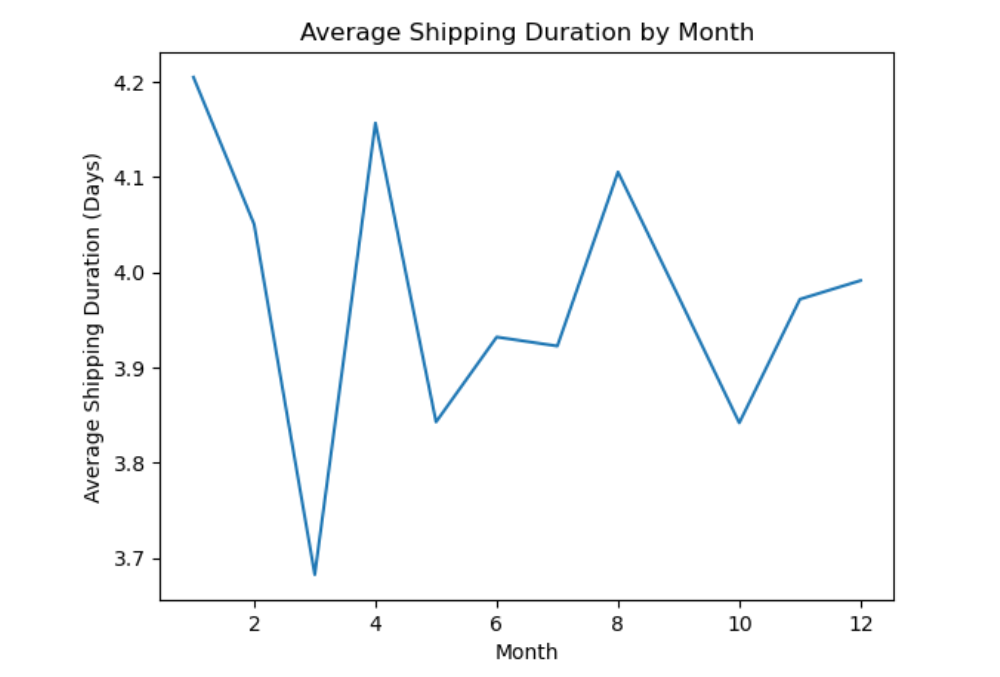 Average Shipping Duration by Month
Average Shipping Duration (Days)
4.2
4.1
4.0
3.9
3.8
3.7
2 4 6 8 10 12
Month